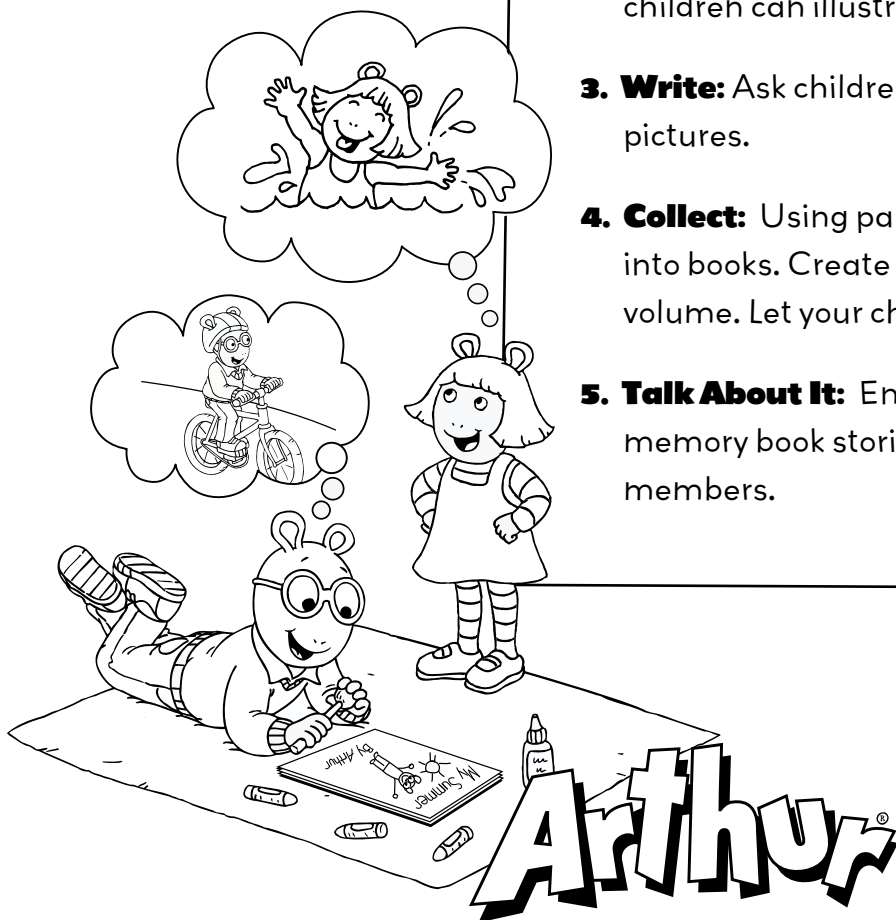 children can illustr
3. Write: Ask childre
pictures.
4. Collect: Using pa
into books. Create
volume. Let your ch
5. Talk About It: En
memory book stori
members.
My Summer
By Arthur
Arthur®